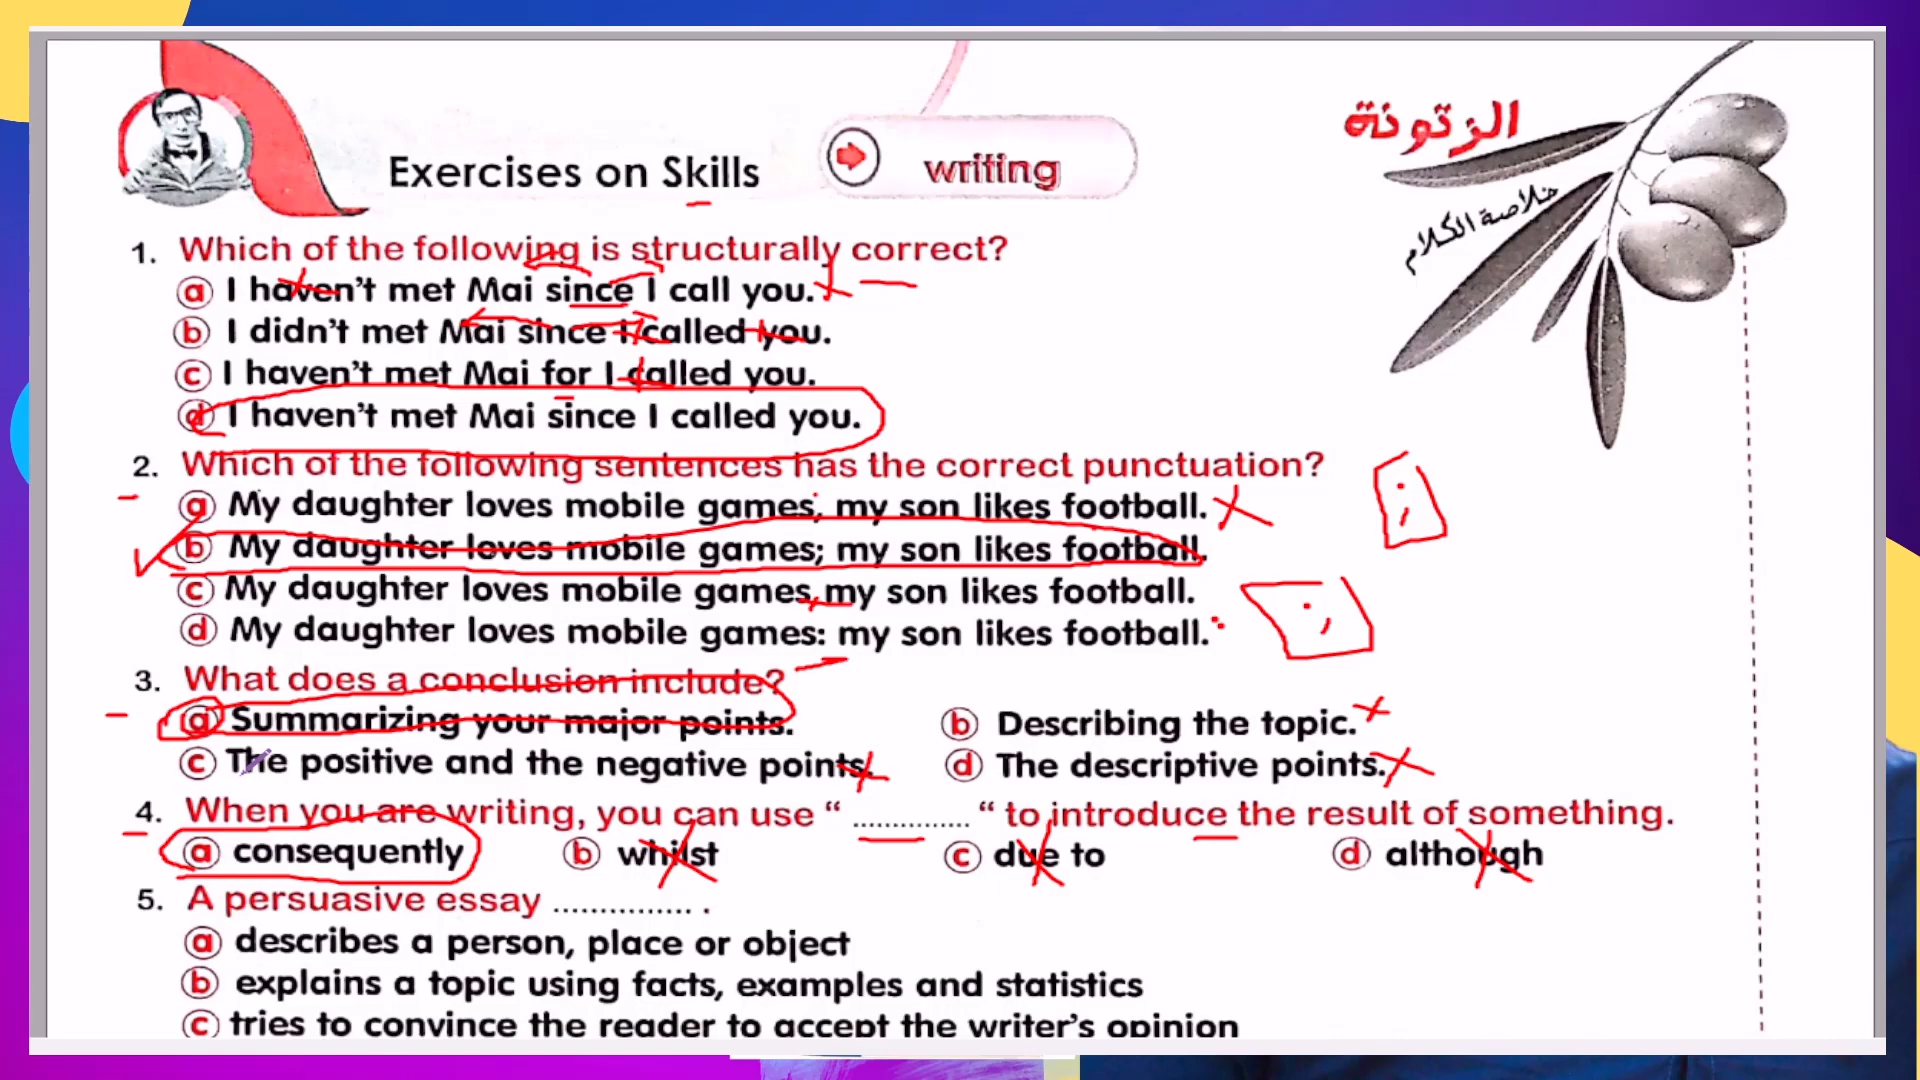 الزتونة
خلاصة الكلام
Exercises on Skills
writing
1. Which of the following is structurally correct?
a I haven't met Mai since I call you.
b I didn't met Mai since I called you.
c I haven't met Mai for I called you.
d I haven't met Mai since I called you.
2. Which of the following sentences has the correct punctuation?
a My daughter loves mobile games, my son likes football.
b My daughter loves mobile games; my son likes football.
c My daughter loves mobile games my son likes football.
d My daughter loves mobile games: my son likes football.
3. What does a conclusion include?
a Summarizing your major points. b Describing the topic.
c The positive and the negative points. d The descriptive points.
4. When you are writing, you can use “ .............. “ to introduce the result of something.
a consequently b whilst c due to d although
5. A persuasive essay ............... .
a describes a person, place or object
b explains a topic using facts, examples and statistics
c tries to convince the reader to accept the writer's opinion